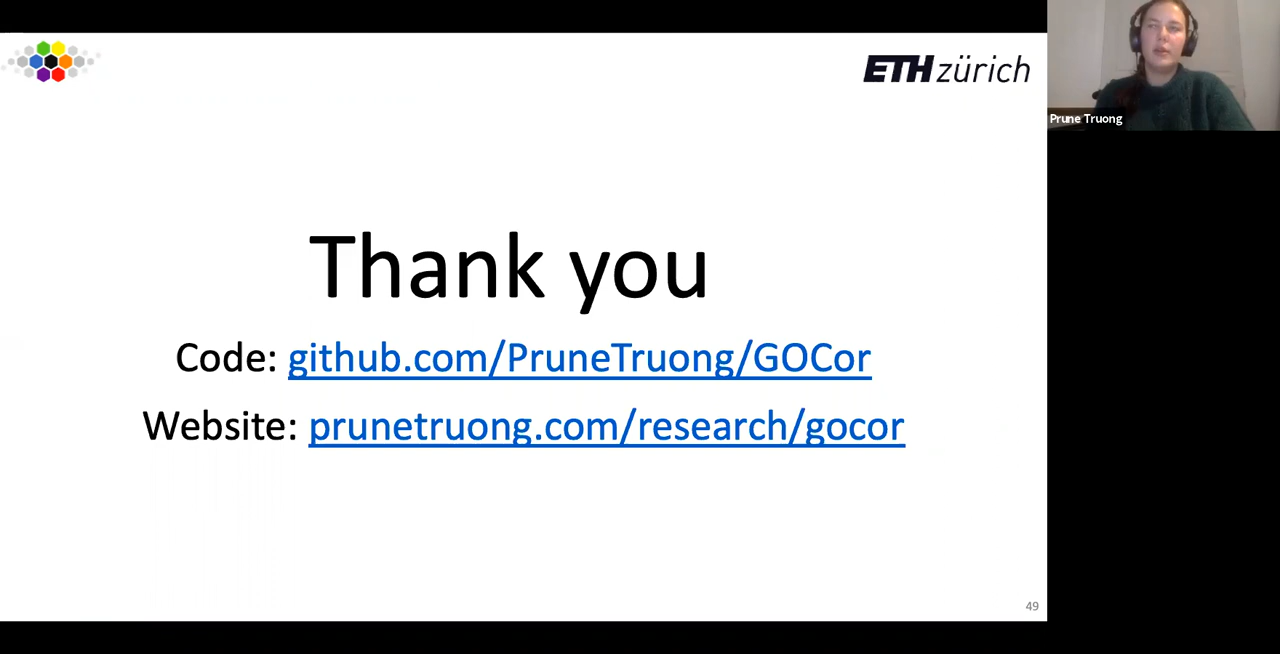 ETH zürich
Prune Truong
Thank you
Code: github.com/PruneTruong/GOCor
Website: prunetruong.com/research/gocor
49